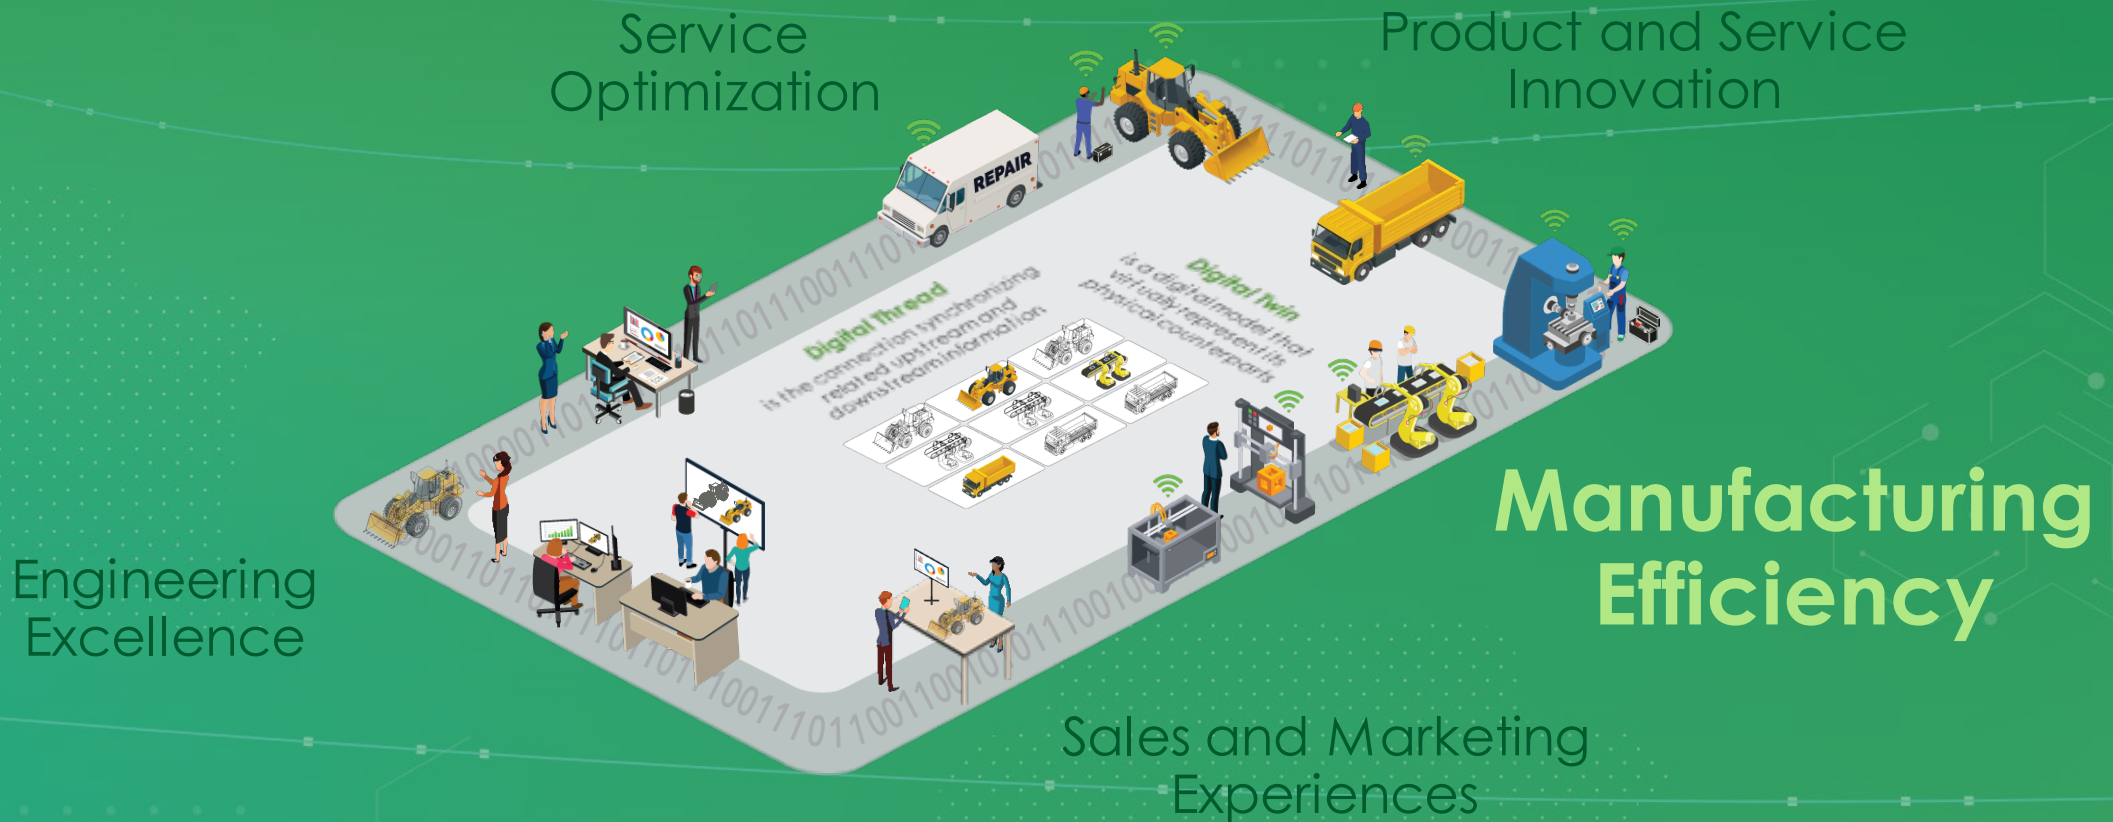 Service
Optimization
Product and Service
Innovation
REPAIR
Digital Thread
is the connection synchronizing
related upstream and
downstream information
Digital Twin
is a digital model that
virtually represent its
physical counterparts
Manufacturing
Efficiency
Engineering
Excellence
Sales and Marketing
Experiences